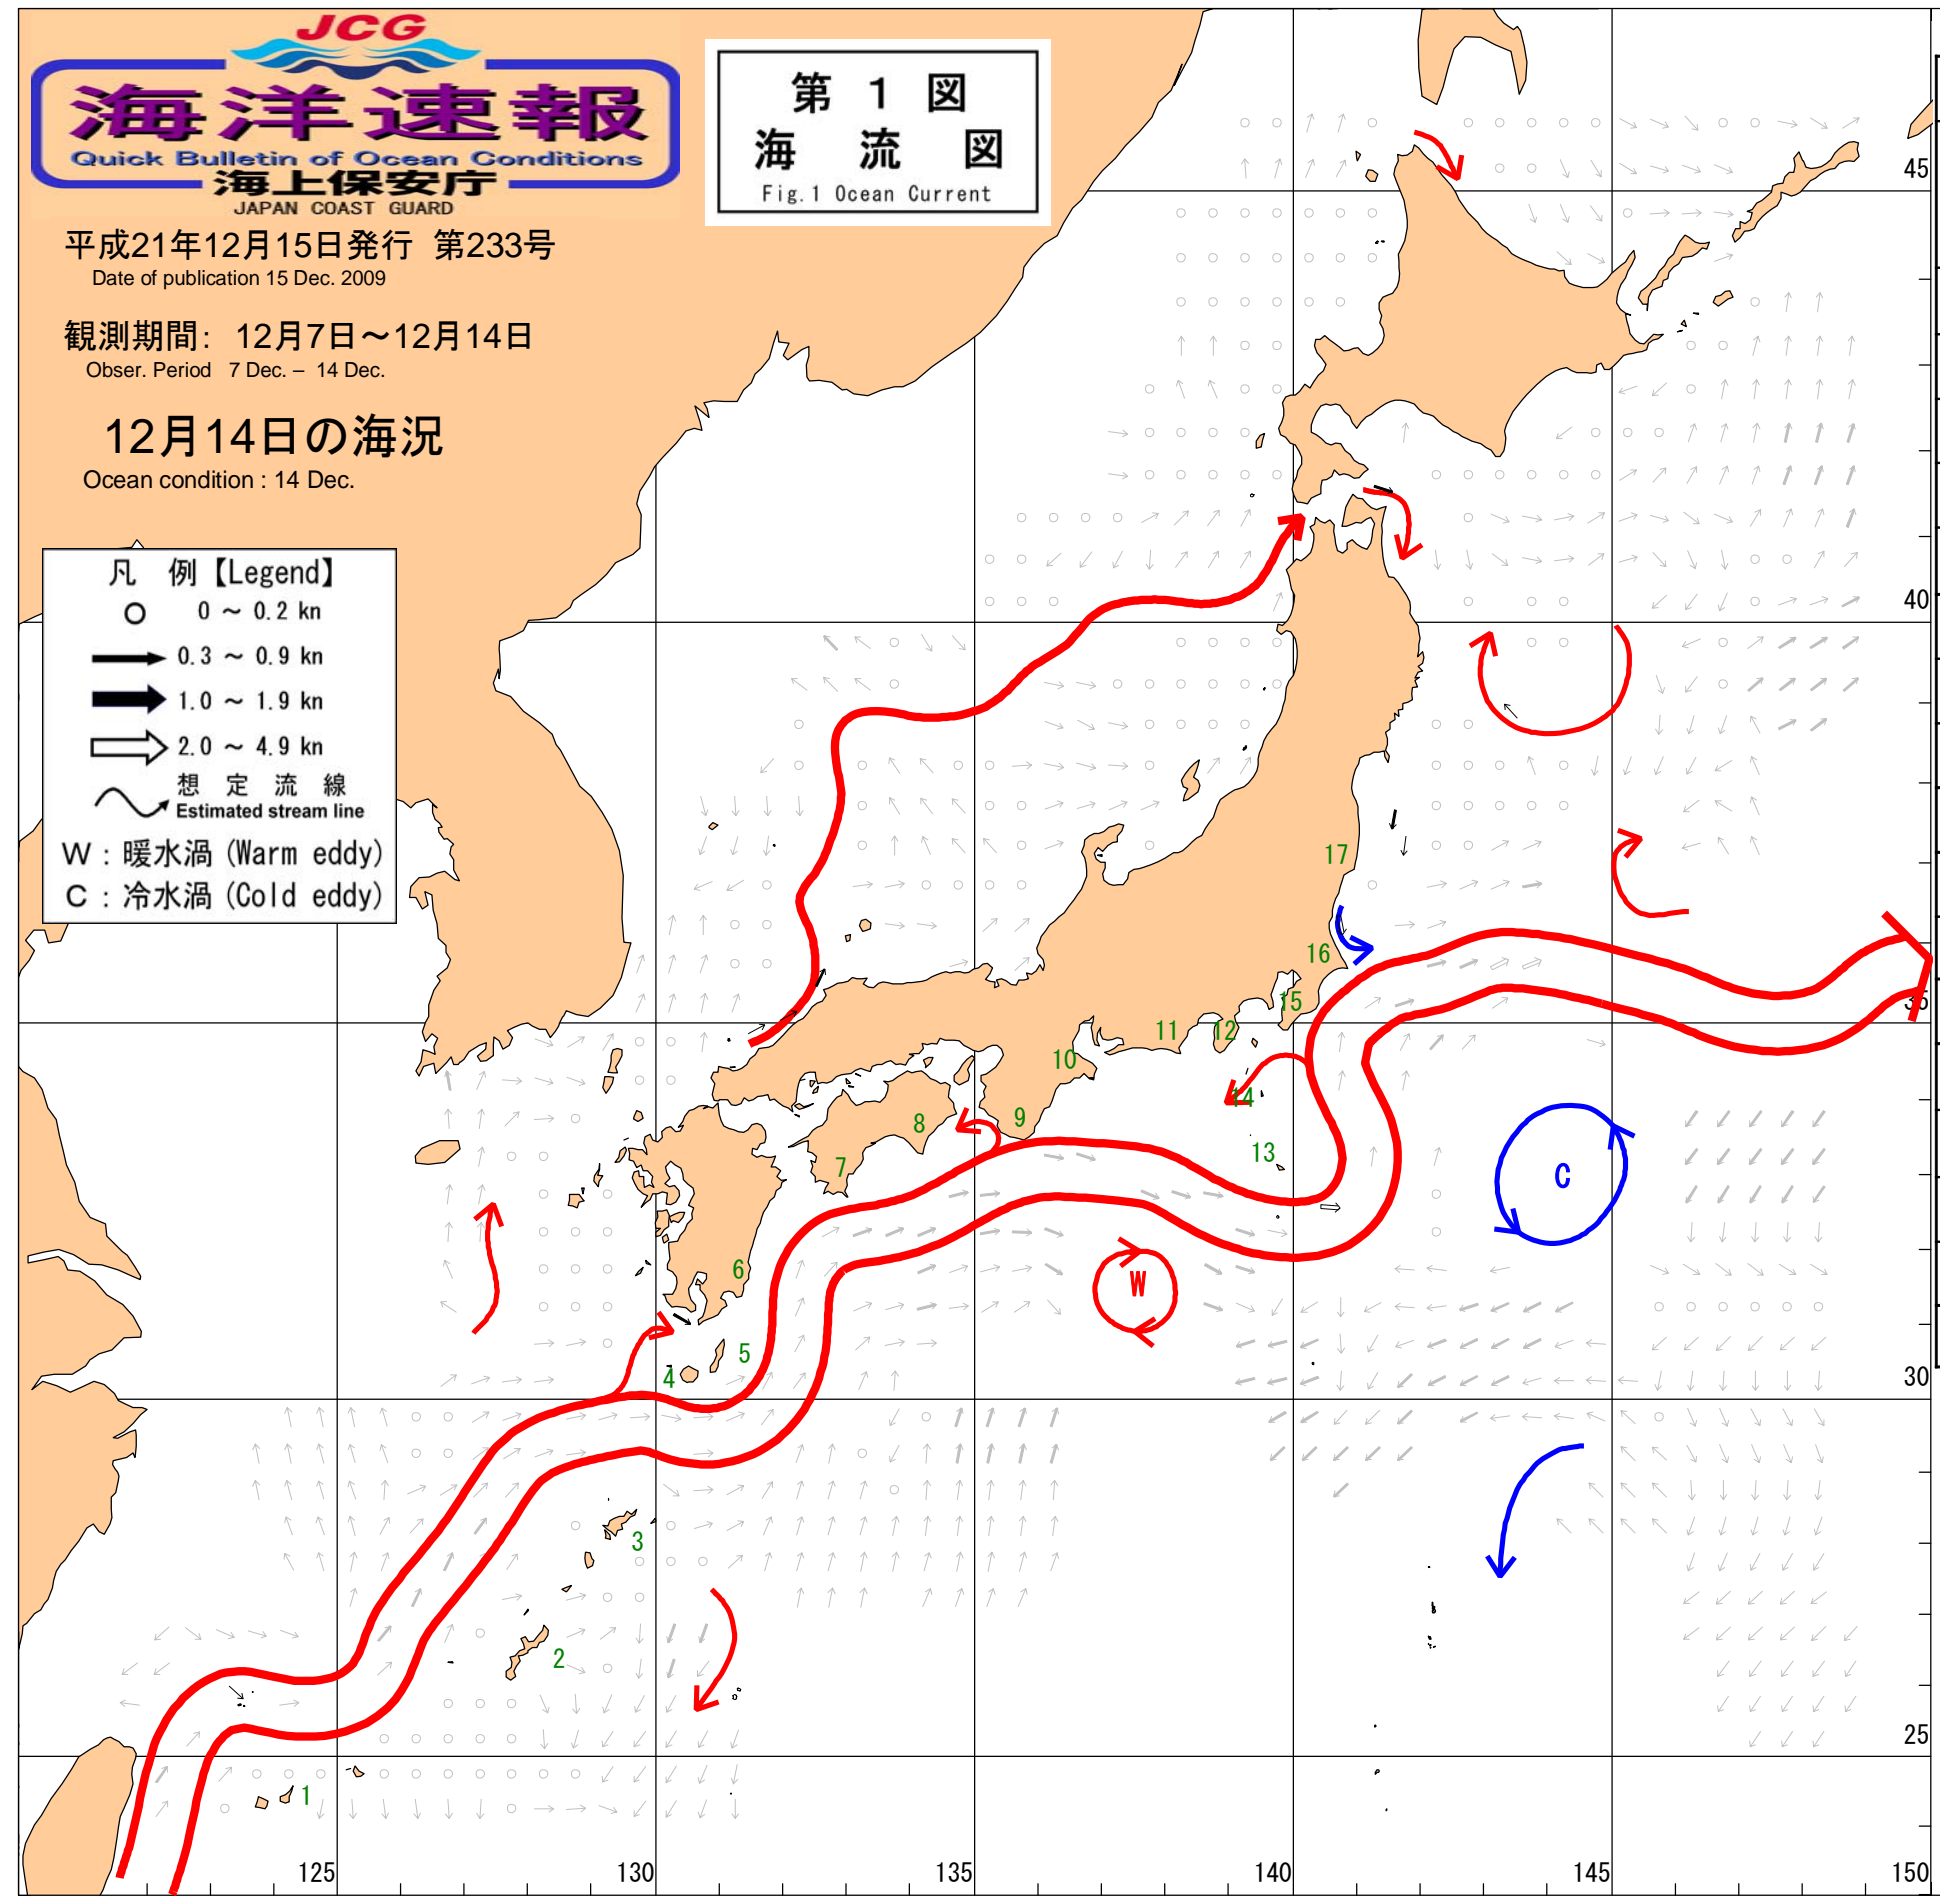 JCG
海洋速報
Quick Bulletin of Ocean Conditions
海上保安庁
JAPAN COAST GUARD
第 1 図
海 流 図
Fig.1 Ocean Current
平成21年12月15日発行 第233号
Date of publication 15 Dec. 2009
観測期間: 12月7日~12月14日
Obser. Period 7 Dec. – 14 Dec.
12月14日の海況
Ocean condition : 14 Dec.
凡 例【Legend】
0 ~ 0.2 kn
0.3 ~ 0.9 kn
1.0 ~ 1.9 kn
2.0 ~ 4.9 kn
想 定 流 線
Estimated stream line
W : 暖水渦 (Warm eddy)
C : 冷水渦 (Cold eddy)
45
40
17
16
35
15
12
11
10
14
9
8
13
7
C
6
W
5
4
30
3
2
25
1
125
130
135
140
145
150